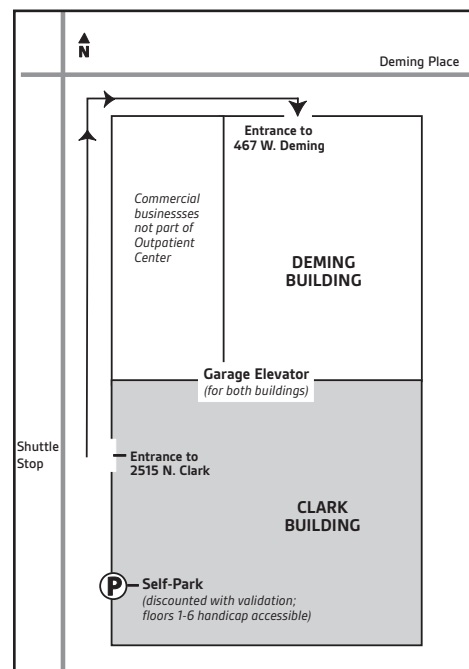 N
Deming Place
Entrance to
467 W. Deming
Commercial
businessses
not part of
Outpatient
Center
DEMING
BUILDING
Garage Elevator
(for both buildings)
Shuttle
Stop
Entrance to
2515 N. Clark
CLARK
BUILDING
P
Self-Park
(discounted with validation;
floors 1-6 handicap accessible)